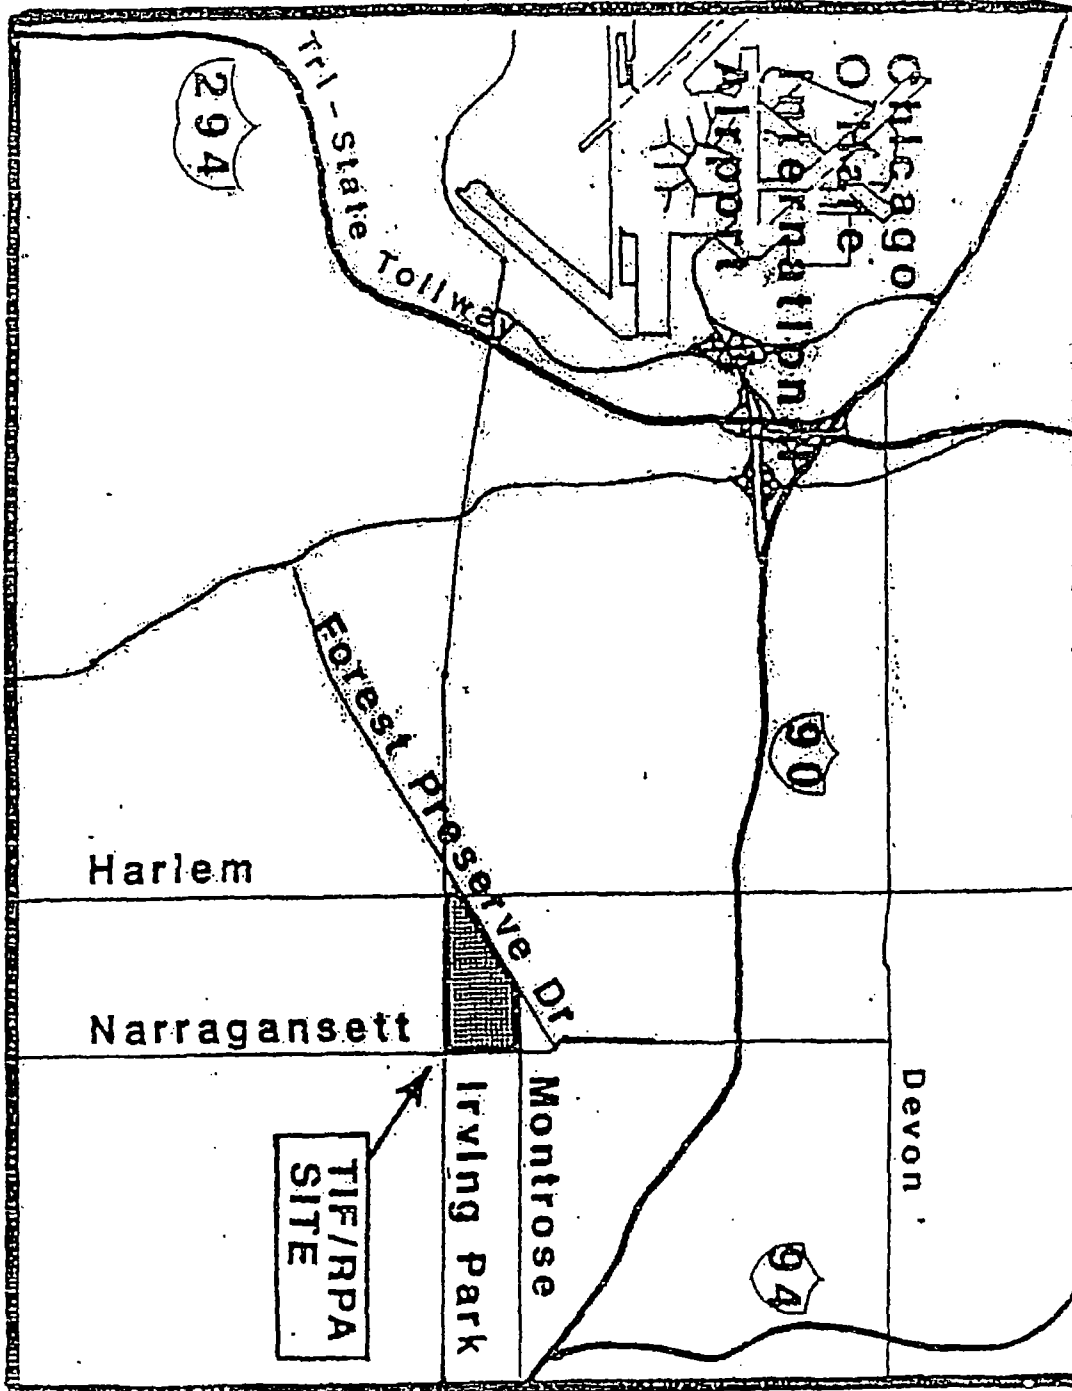 Chicago
O'Hare
International
Airport
Tri-State Tollway
294
90
94
Devon
Forest Preserve Dr
Harlem
Narragansett
Montrose
Irving Park
TIF/RPA
SITE